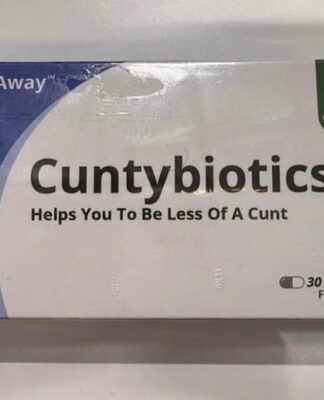 Away™
Cuntybiotics
Helps You To Be Less Of A Cunt
30
F